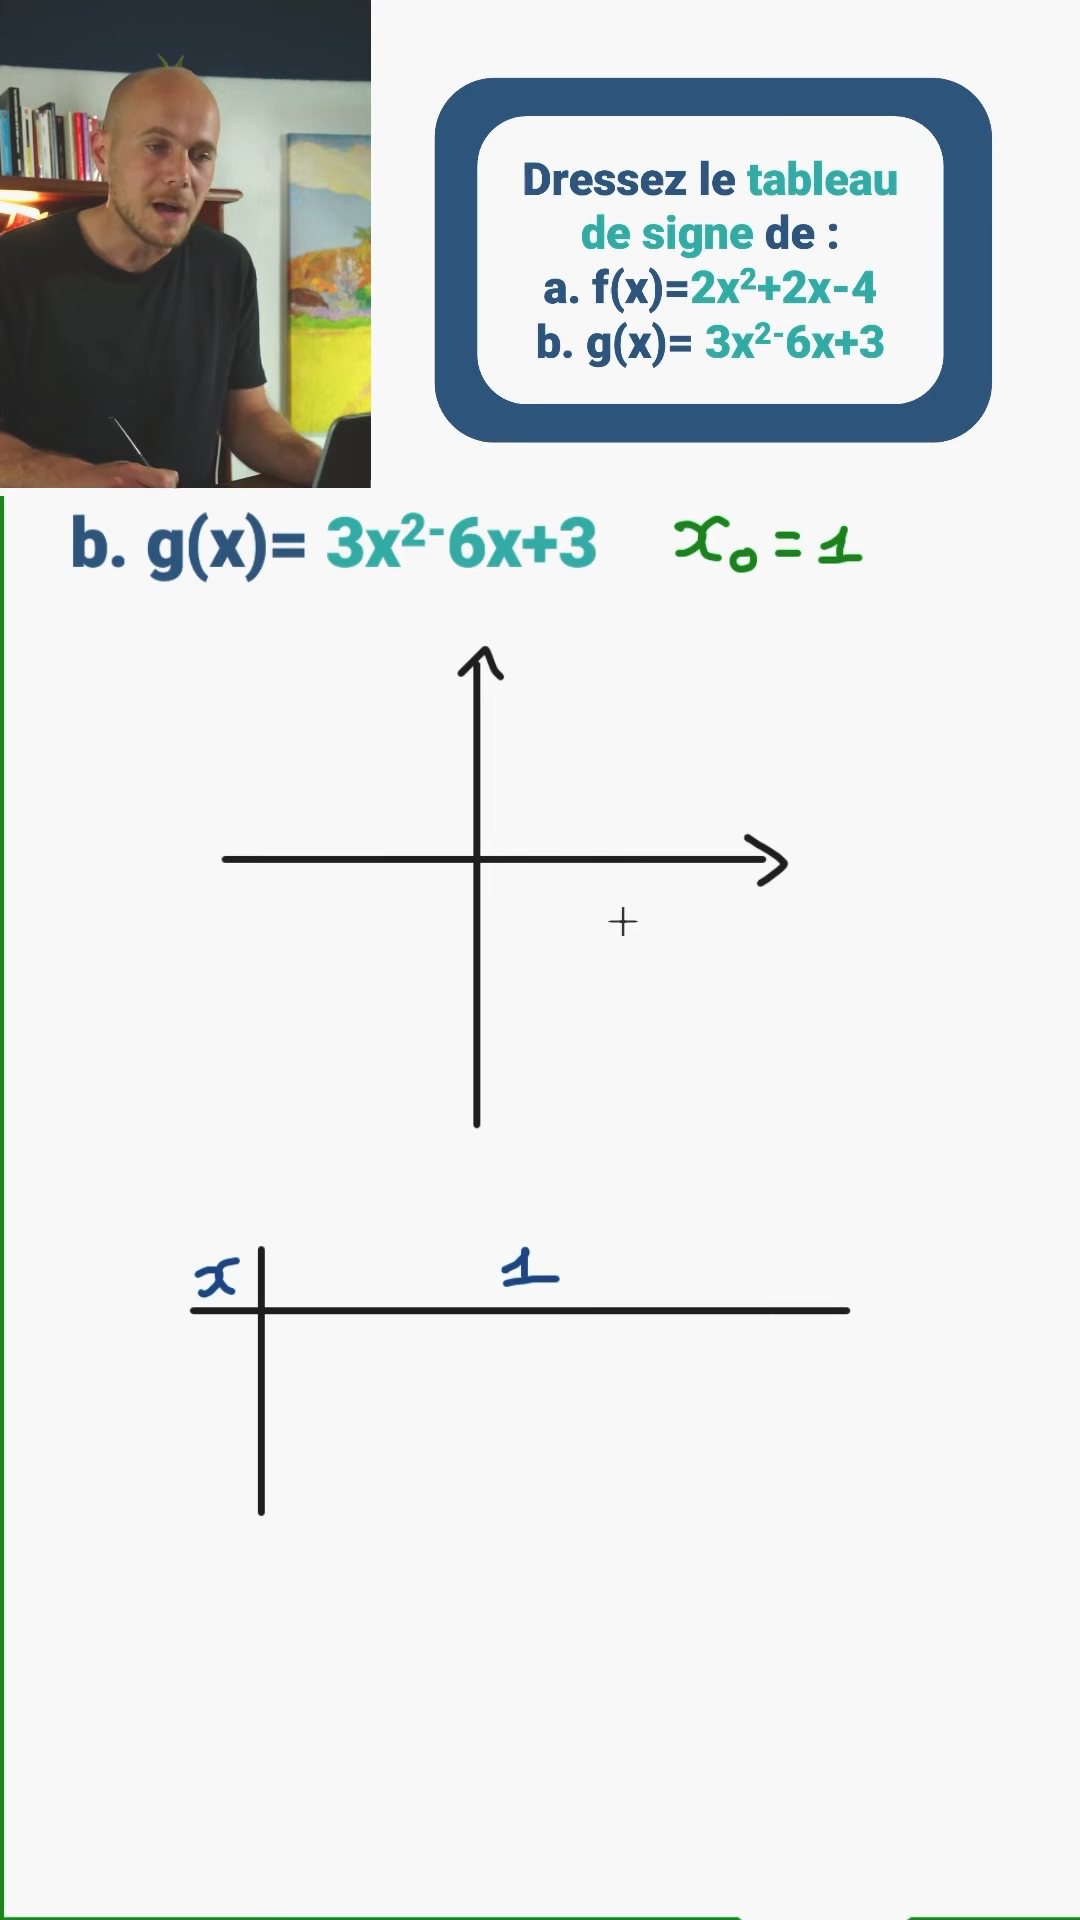 Dressez le tableau
de signe de :
a. f(x)=2x²+2x-4
b. g(x)= 3x²⁻6x+3
b. g(x)= 3x²⁻6x+3 x₀ = 1
x 1